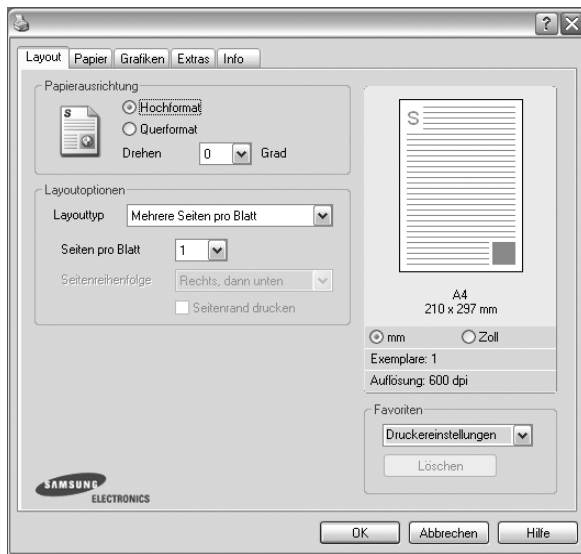 ?
Layout Papier Grafiken Extras Info
Papierausrichtung
S
Hochformat
Querformat
Drehen 0 Grad
Layoutoptionen
Layouttyp Mehrere Seiten pro Blatt
Seiten pro Blatt 1
Seitenreihenfolge Rechts, dann unten
Seitenrand drucken
S
A4
210 x 297 mm
mm Zoll
Exemplare: 1
Auflösung: 600 dpi
Favoriten
Druckereinstellungen
Löschen
SAMSUNG
ELECTRONICS
OK Abbrechen Hilfe